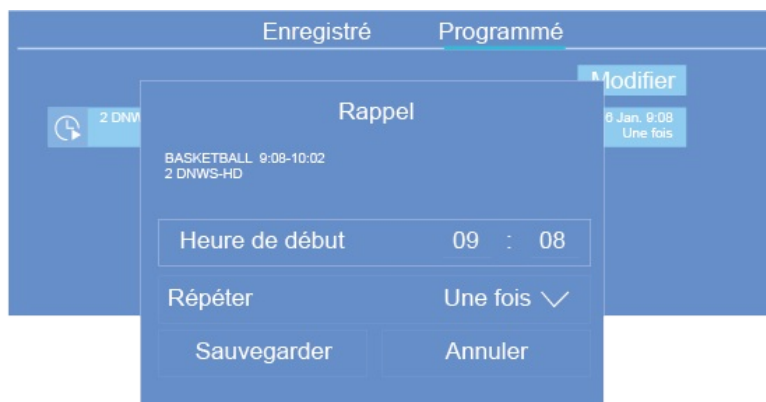 Enregistré Programmé
Modifier
Rappel
2 DNW
6 Jan. 9:08
Une fois
BASKETBALL 9:08-10:02
2 DNWS-HD
Heure de début 09 : 08
Répéter Une fois
Sauvegarder Annuler